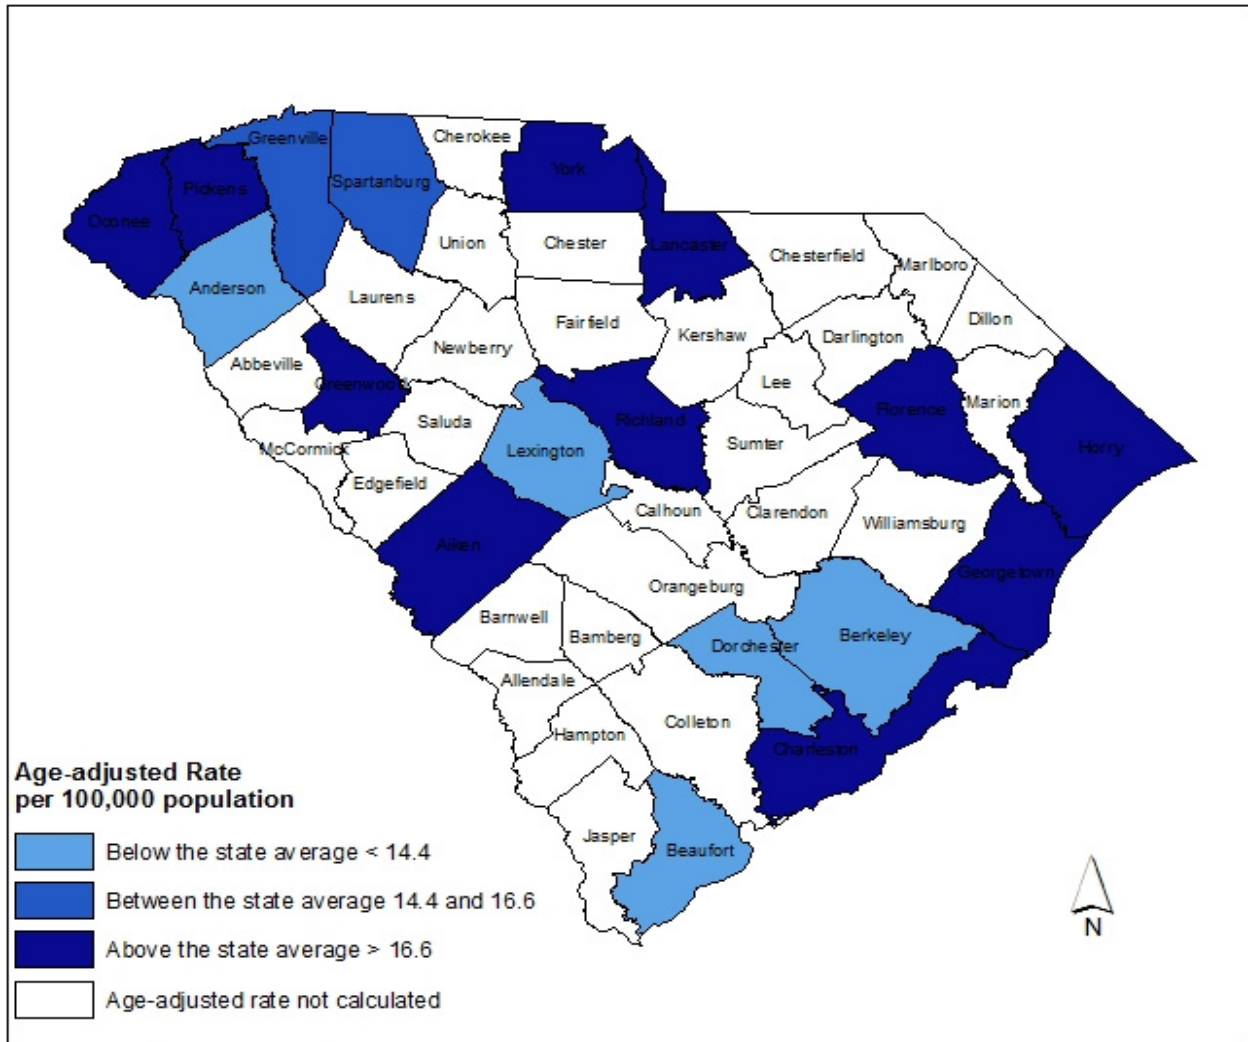 Cherokee
Greenville
York
Pickens
Spartanburg
Oconee
Union
Chester
Lancaster
Chesterfield
Marlboro
Anderson
Laurens
Fairfield
Kershaw
Darlington
Dillon
Newberry
Abbeville
Greenwood
Lee
Marion
Saluda
Richland
Florence
Horry
McCormick
Lexington
Sumter
Edgefield
Calhoun
Clarendon
Williamsburg
Aiken
Georgetown
Orangeburg
Barnwell
Bamberg
Dorchester
Berkeley
Allendale
Colleton
Hampton
Charleston
Jasper
Beaufort
Age-adjusted Rate
per 100,000 population
Below the state average < 14.4
Between the state average 14.4 and 16.6
Above the state average > 16.6
Age-adjusted rate not calculated
N